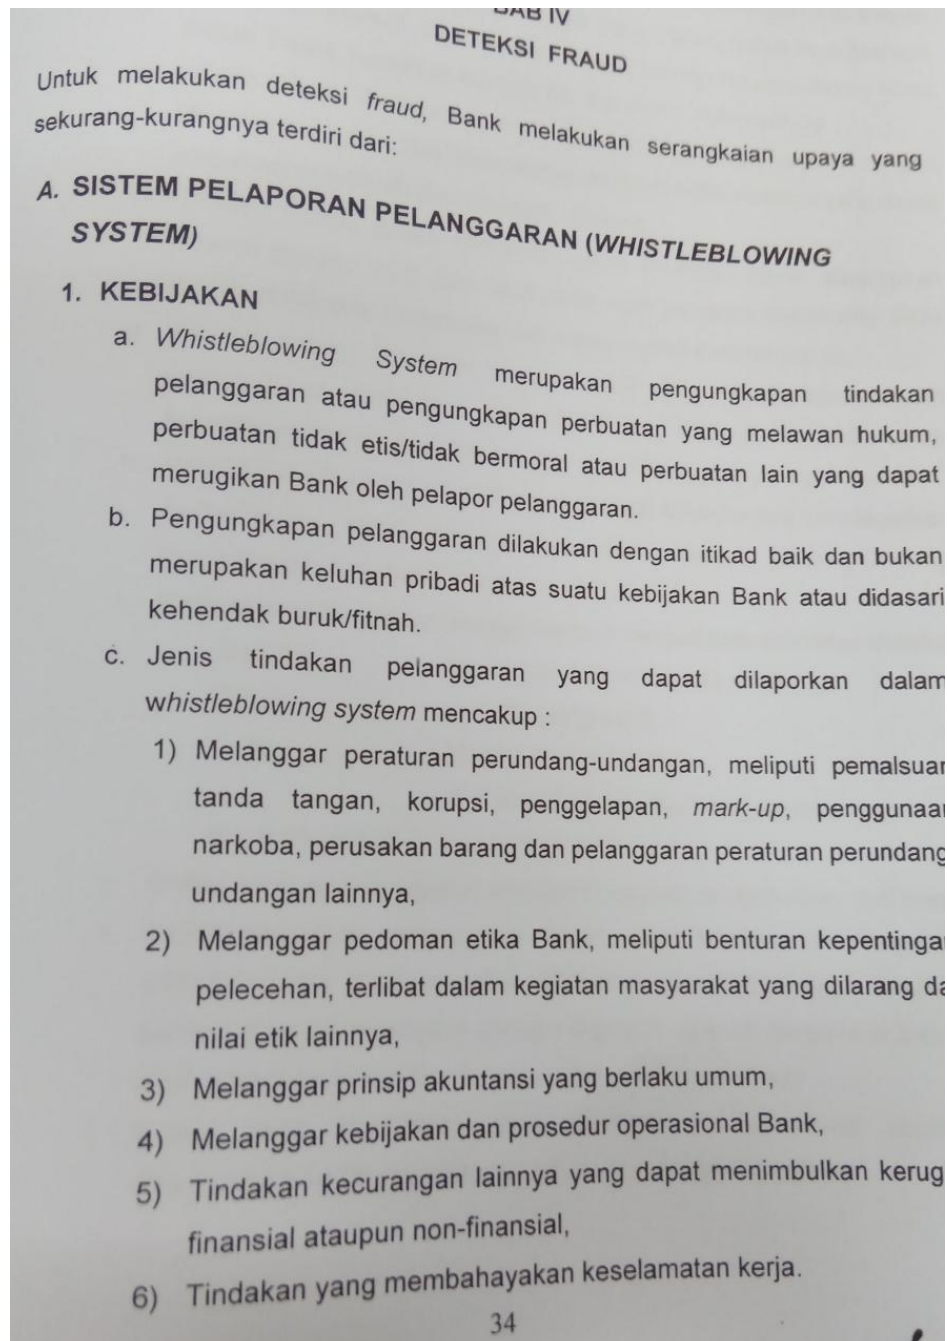 BAB IV
DETEKSI FRAUD
Untuk melakukan deteksi fraud, Bank melakukan serangkaian upaya yang
sekurang-kurangnya terdiri dari:
A. SISTEM PELAPORAN PELANGGARAN (WHISTLEBLOWING
SYSTEM)
1. KEBIJAKAN
a. Whistleblowing System merupakan pengungkapan tindakan
pelanggaran atau pengungkapan perbuatan yang melawan hukum,
perbuatan tidak etis/tidak bermoral atau perbuatan lain yang dapat
merugikan Bank oleh pelapor pelanggaran.
b. Pengungkapan pelanggaran dilakukan dengan itikad baik dan bukan
merupakan keluhan pribadi atas suatu kebijakan Bank atau didasari
kehendak buruk/fitnah.
c. Jenis tindakan pelanggaran yang dapat dilaporkan dalam
whistleblowing system mencakup :
1) Melanggar peraturan perundang-undangan, meliputi pemalsuan
tanda tangan, korupsi, penggelapan, mark-up, penggunaan
narkoba, perusakan barang dan pelanggaran peraturan perundang
undangan lainnya,
2) Melanggar pedoman etika Bank, meliputi benturan kepentingan
pelecehan, terlibat dalam kegiatan masyarakat yang dilarang da
nilai etik lainnya,
3) Melanggar prinsip akuntansi yang berlaku umum,
4) Melanggar kebijakan dan prosedur operasional Bank,
5) Tindakan kecurangan lainnya yang dapat menimbulkan kerug
finansial ataupun non-finansial,
6) Tindakan yang membahayakan keselamatan kerja.
34